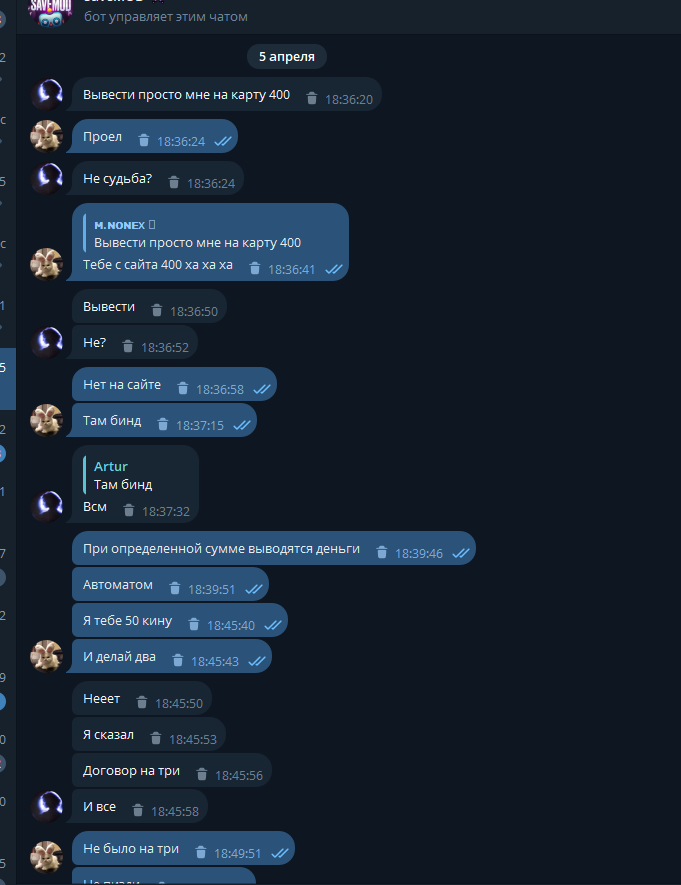 SAVEMOD
бот управляет этим чатом
5 апреля
Вывести просто мне на карту 400 18:36:20
Проел 18:36:24
Не судьба? 18:36:24
M.NONEX
Вывести просто мне на карту 400
Тебе с сайта 400 ха ха ха 18:36:41
Вывести 18:36:50
Не? 18:36:52
Нет на сайте 18:36:58
Там бинд 18:37:15
Artur
Там бинд
Всм 18:37:32
При определенной сумме выводятся деньги 18:39:46
Автоматом 18:39:51
Я тебе 50 кину 18:45:40
И делай два 18:45:43
Нееет 18:45:50
Я сказал 18:45:53
Договор на три 18:45:56
И все 18:45:58
Не было на три 18:49:51